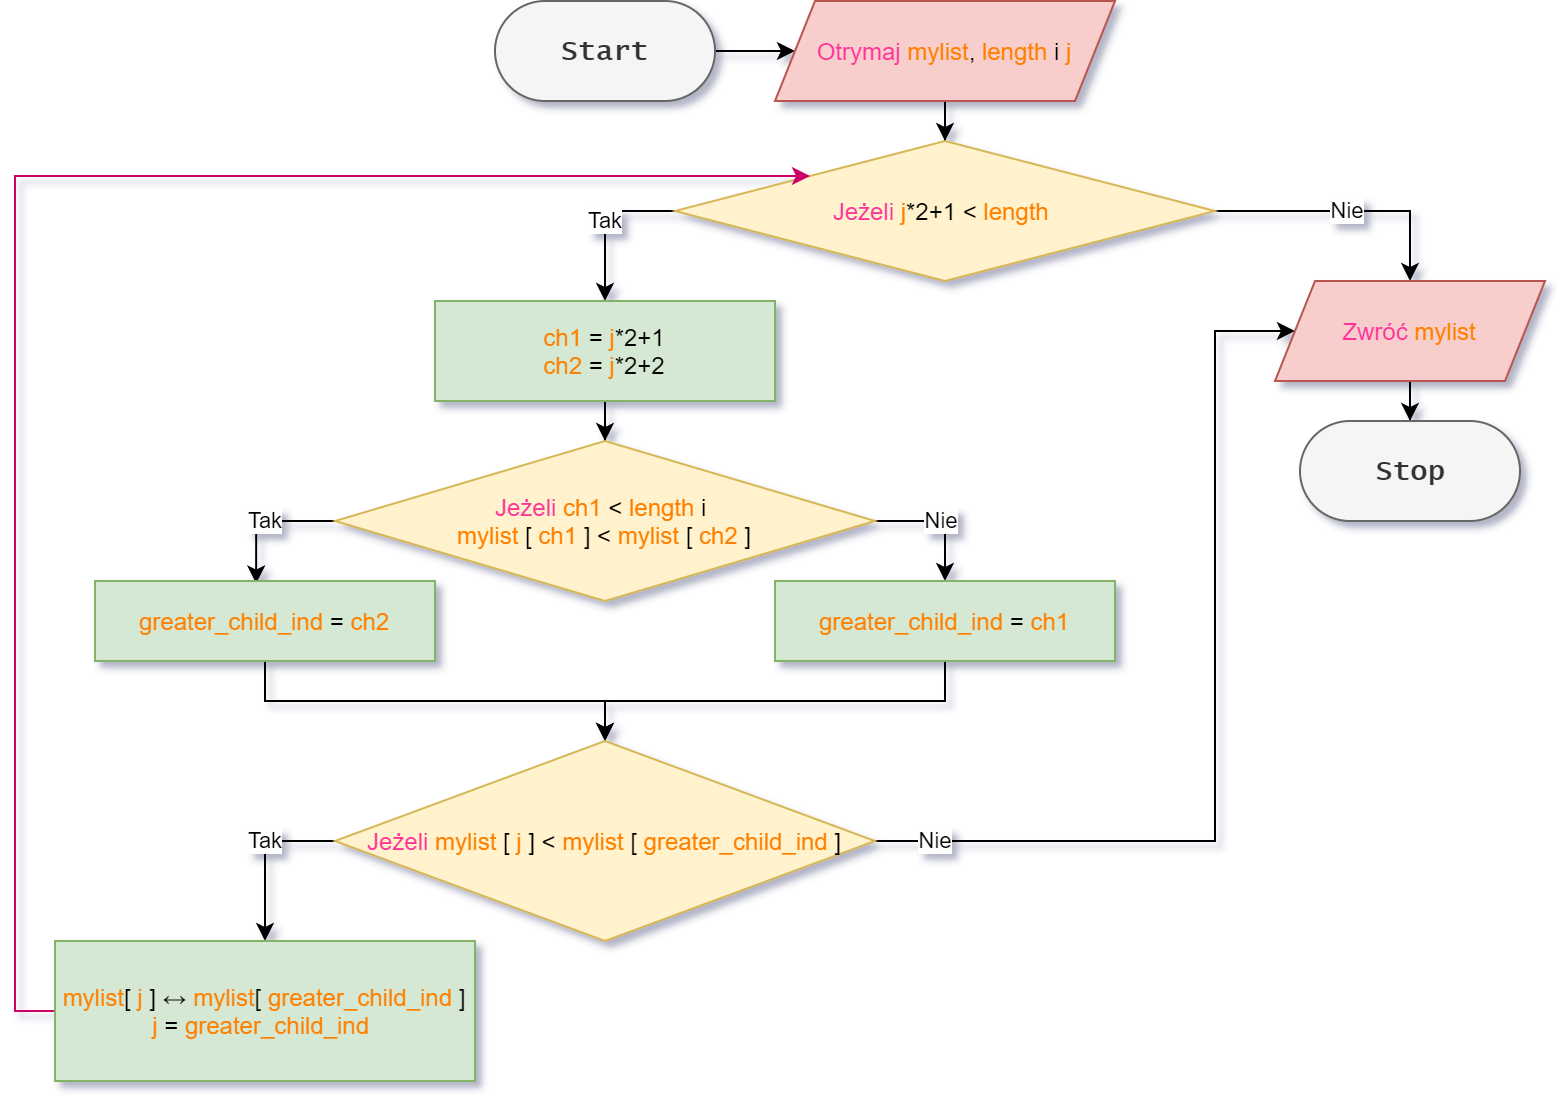 Start
Otrymaj mylist, length i j
Jeżeli j*2+1 < length
Tak
Nie
ch1 = j*2+1
ch2 = j*2+2
Zwróć mylist
Stop
Jeżeli ch1 < length i
mylist [ ch1 ] < mylist [ ch2 ]
Tak
Nie
greater_child_ind = ch2
greater_child_ind = ch1
Jeżeli mylist [ j ] < mylist [ greater_child_ind ]
Tak
Nie
mylist[ j ] ↔ mylist[ greater_child_ind ]
j = greater_child_ind